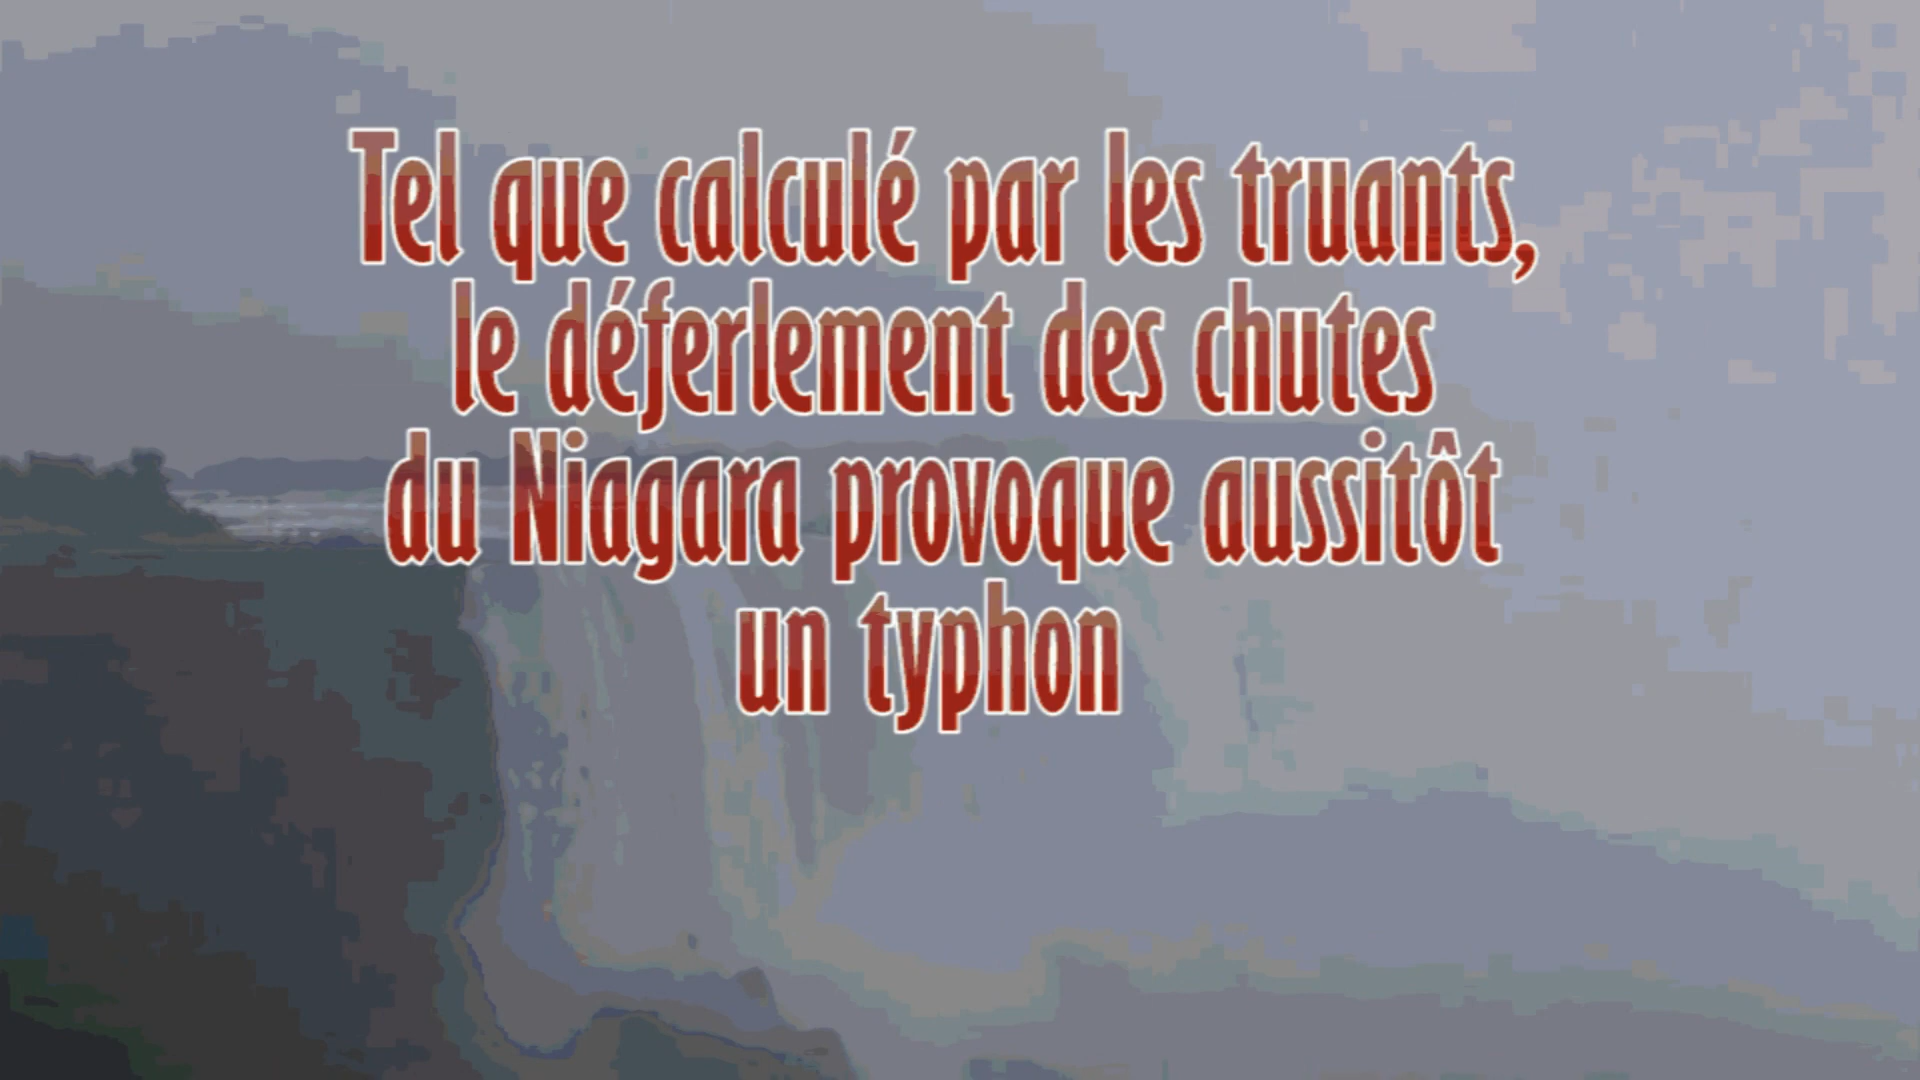 Tel que calculé par les truants,
le déferlement des chutes
du Niagara provoque aussitôt
un typhon